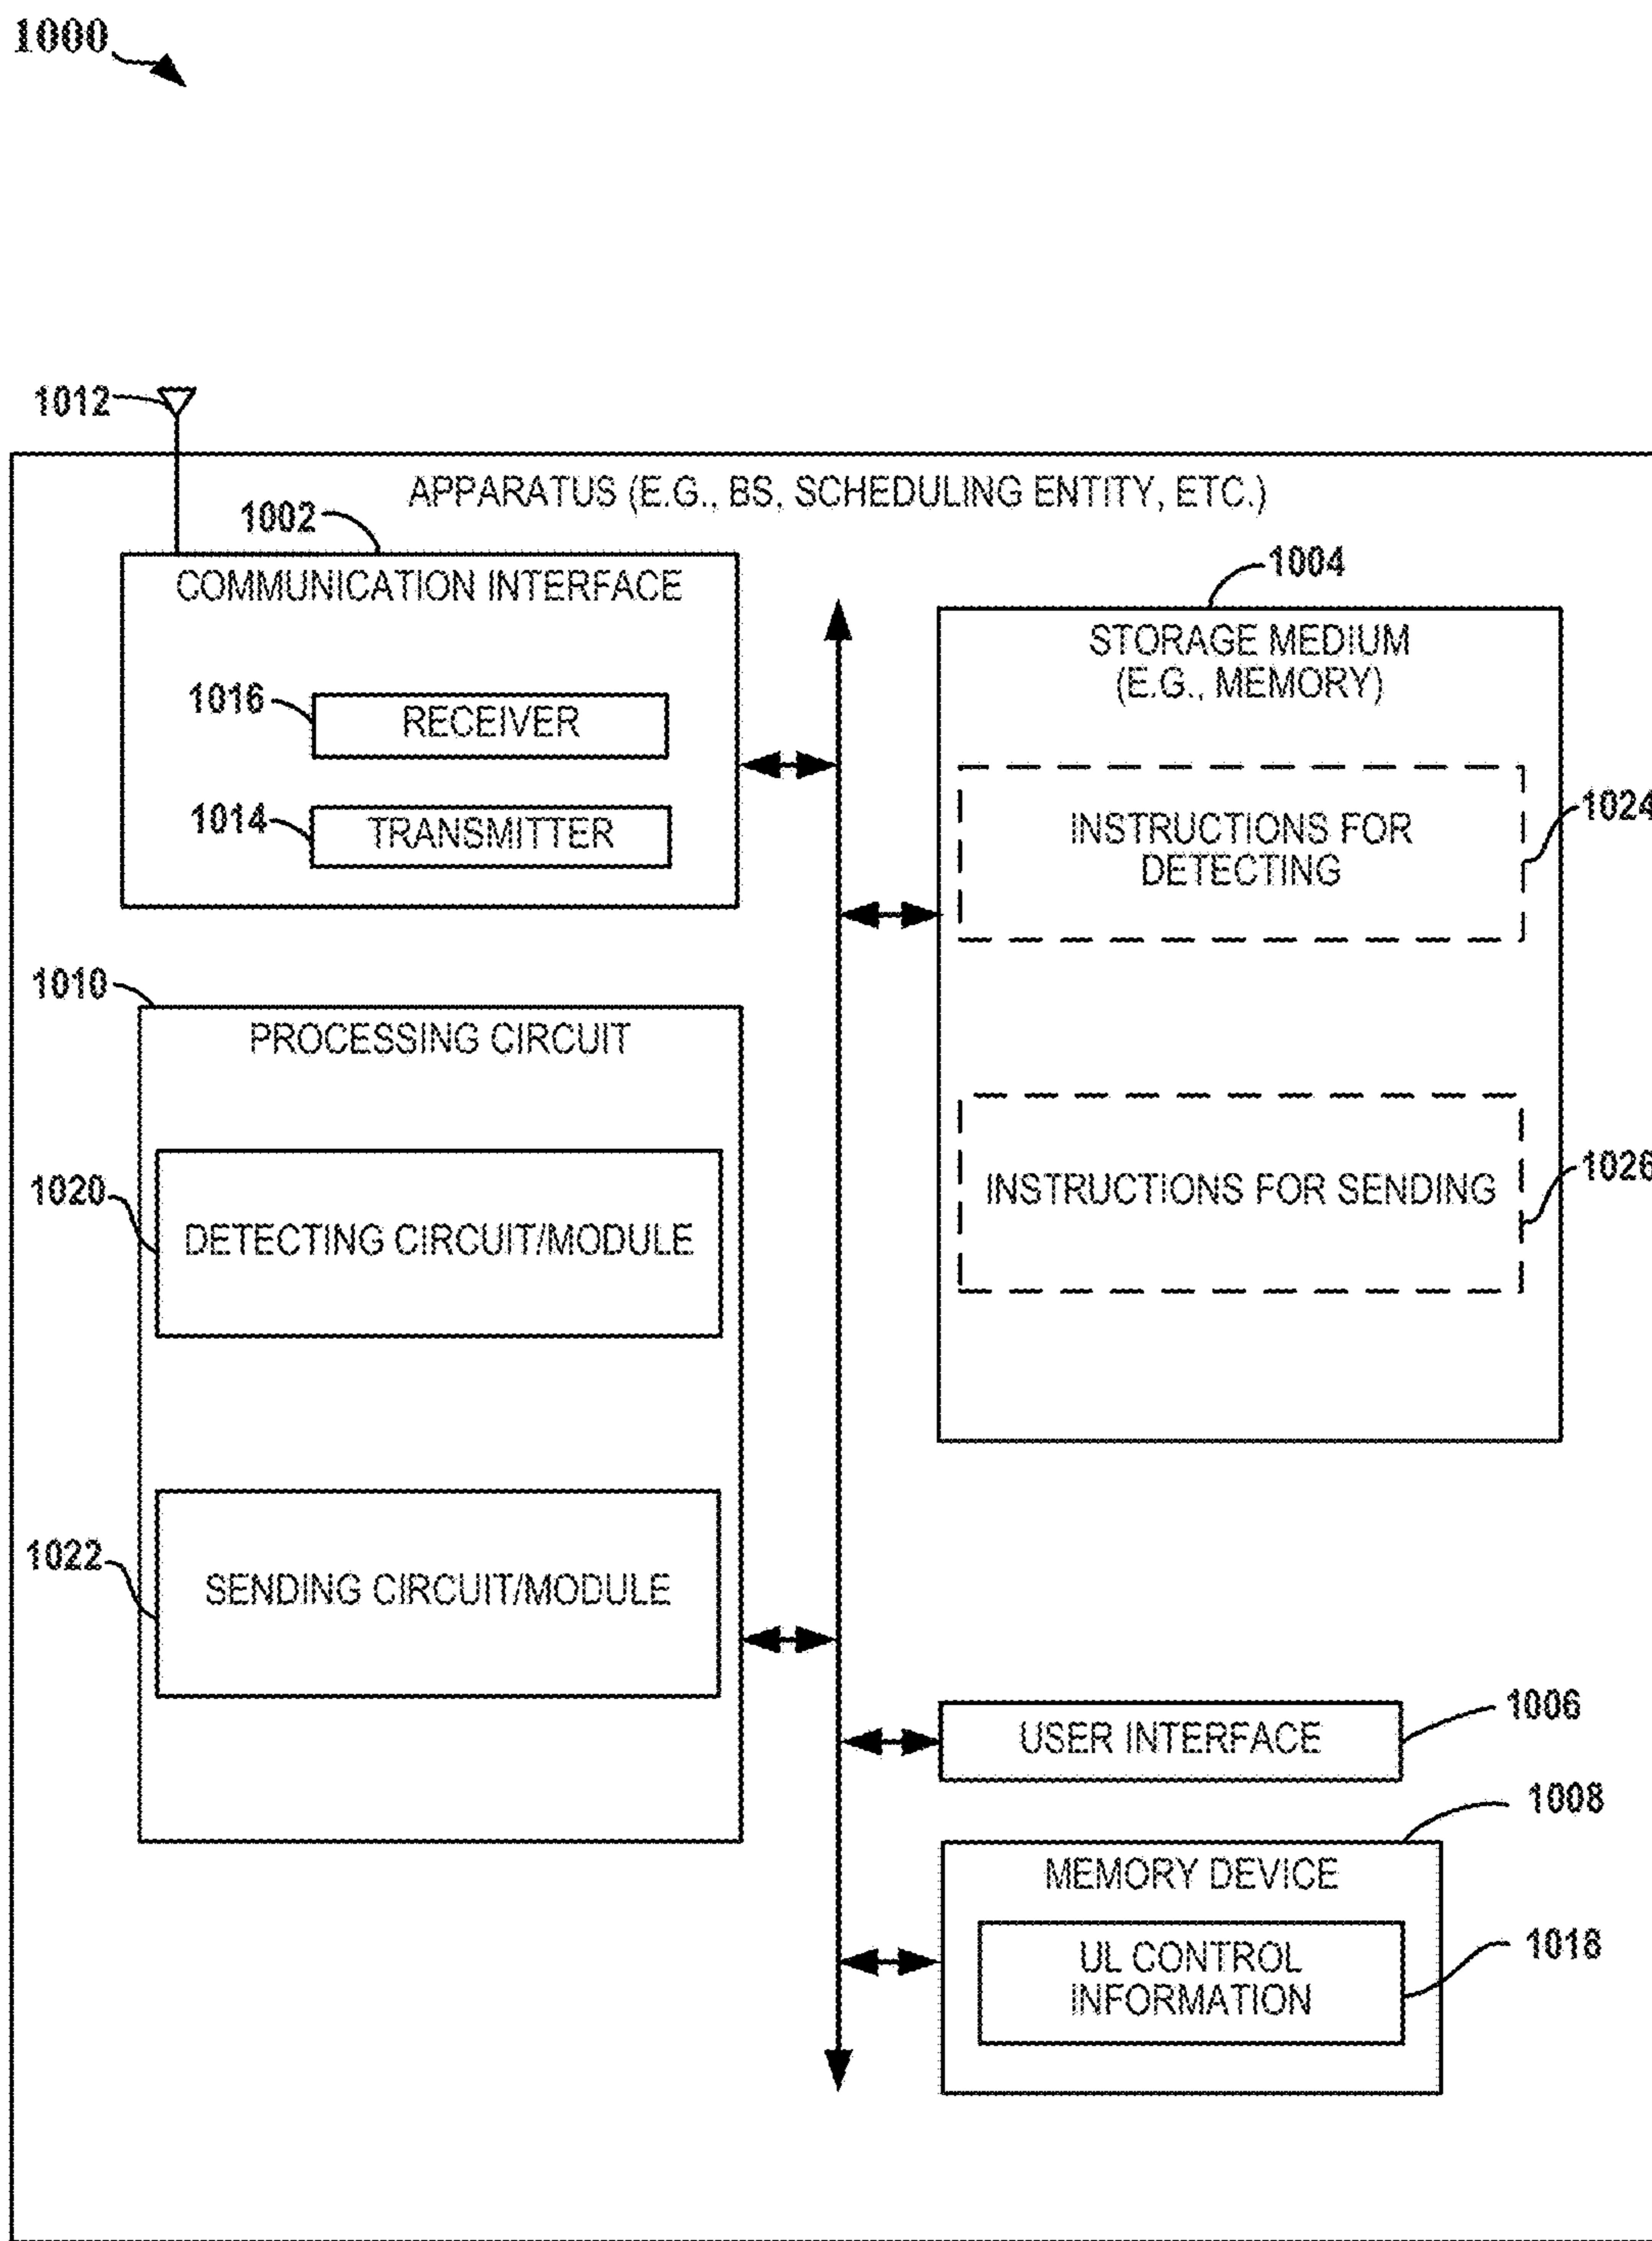 1000
1012
APPARATUS (E.G., BS, SCHEDULING ENTITY, ETC.)
1002
COMMUNICATION INTERFACE
1016
RECEIVER
1014
TRANSMITTER
1004
STORAGE MEDIUM
(E.G., MEMORY)
1024
INSTRUCTIONS FOR
DETECTING
1026
INSTRUCTIONS FOR SENDING
1010
PROCESSING CIRCUIT
1020
DETECTING CIRCUIT/MODULE
1022
SENDING CIRCUIT/MODULE
1006
USER INTERFACE
1008
MEMORY DEVICE
1018
UL CONTROL
INFORMATION